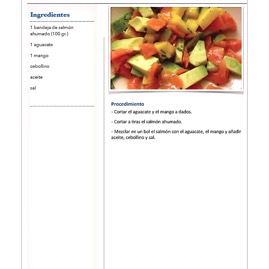 Ingredientes
1 bandeja de salmón
ahumado (100 gr.)
1 aguacate
1 mango
cebollino
aceite
sal
Procedimiento
- Cortar el aguacate y el mango a dados.
- Cortar a tiras el salmón ahumado.
- Mezclar en un bol el salmón con el aguacate, el mango y añadir
aceite, cebollino y sal.